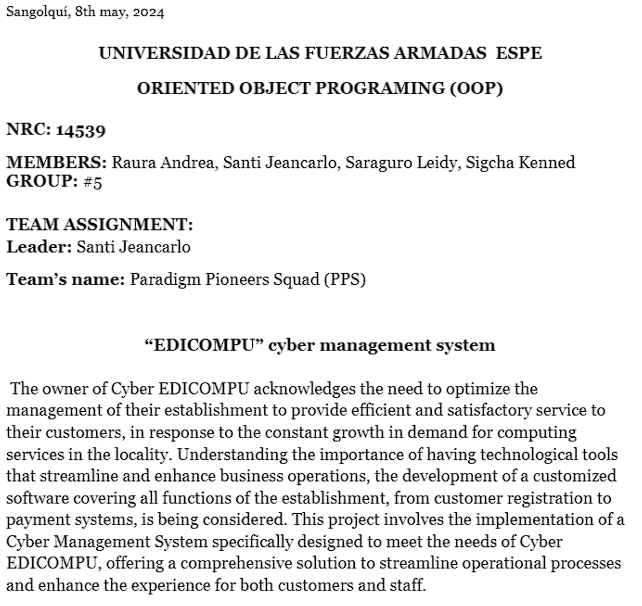 Sangolquí, 8th may, 2024
UNIVERSIDAD DE LAS FUERZAS ARMADAS ESPE
ORIENTED OBJECT PROGRAMING (OOP)
NRC: 14539
MEMBERS: Raura Andrea, Santi Jeancarlo, Saraguro Leidy, Sigcha Kenned
GROUP: #5
TEAM ASSIGNMENT:
Leader: Santi Jeancarlo
Team’s name: Paradigm Pioneers Squad (PPS)
“EDICOMPU” cyber management system
The owner of Cyber EDICOMPU acknowledges the need to optimize the
management of their establishment to provide efficient and satisfactory service to
their customers, in response to the constant growth in demand for computing
services in the locality. Understanding the importance of having technological tools
that streamline and enhance business operations, the development of a customized
software covering all functions of the establishment, from customer registration to
payment systems, is being considered. This project involves the implementation of a
Cyber Management System specifically designed to meet the needs of Cyber
EDICOMPU, offering a comprehensive solution to streamline operational processes
and enhance the experience for both customers and staff.